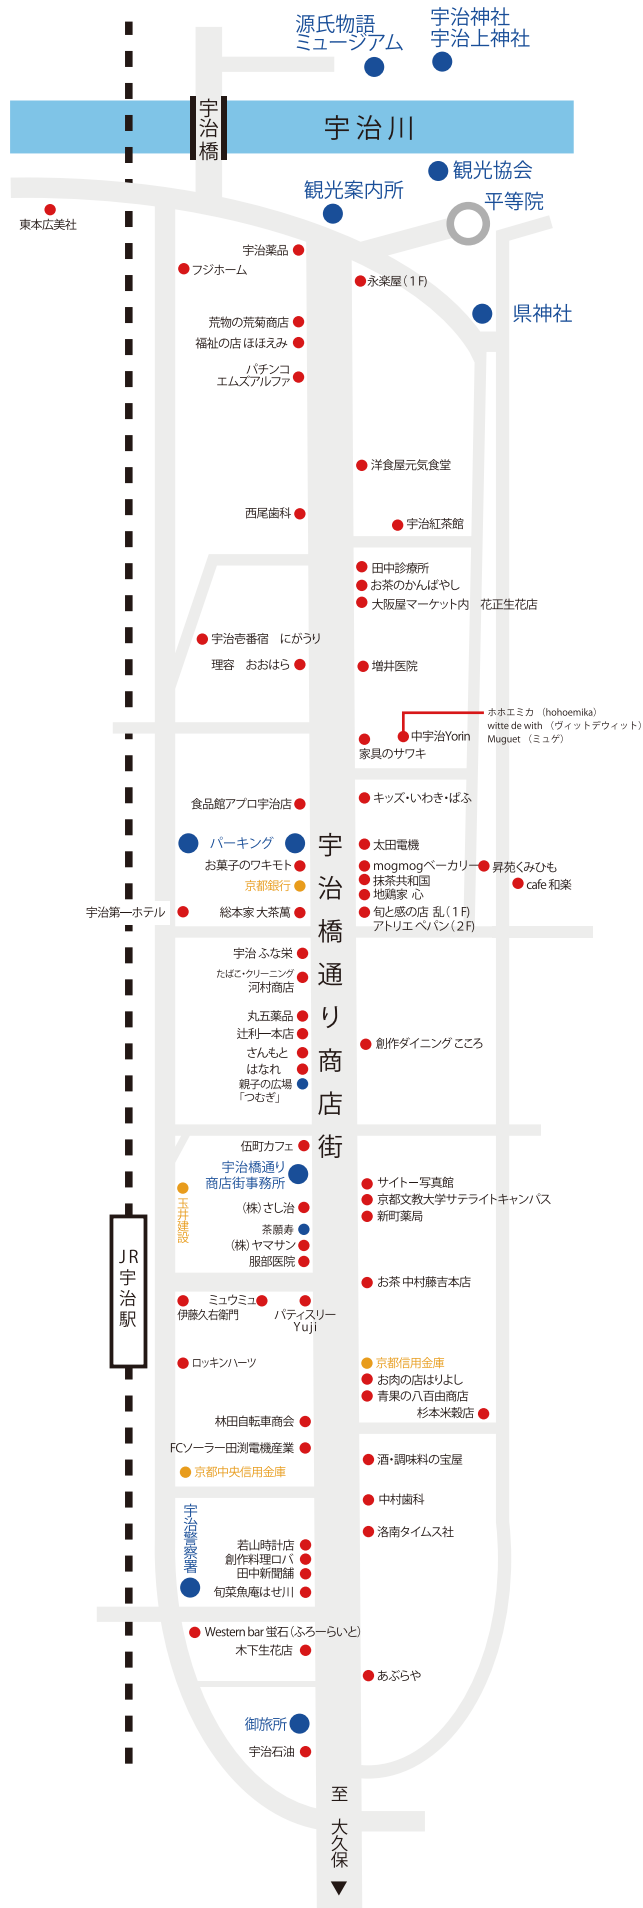 源氏物語
ミュージアム
宇治神社
宇治上神社
宇治橋
宇治川
観光協会
観光案内所
平等院
東本広美社
宇治薬品
フジホーム
永楽屋(1F)
県神社
荒物の荒菊商店
福祉の店 ほほえみ
パチンコ
エムズアルファ
洋食屋元気食堂
西尾歯科
宇治紅茶館
田中診療所
お茶のかんばやし
大阪屋マーケット内 花正生花店
宇治壱番宿 にがうり
理容 おおはら
増井医院
ホホエミカ (hohoemika)
witte de with (ヴィットデウィット)
Muguet (ミュゲ)
中宇治Yorin
家具のサワキ
食品館アプロ宇治店
キッズ・いわき・ぱふ
パーキング
太田電機
お菓子のワキモト
mogmogベーカリー
昇苑くみひも
京都銀行
抹茶共和国
cafe 和楽
地鶏家 心
宇治第一ホテル
総本家 大茶萬
旬と感の店 乱(1F)
アトリエ ペパン(2F)
宇治橋通り商店街
宇治 ふな栄
たばこ・クリーニング
河村商店
丸五薬品
辻利一本店
さんもと
創作ダイニング こころ
はなれ
親子の広場
「つむぎ」
伍町カフェ
宇治橋通り
商店街事務所
サイトー写真館
玉井建設
京都文教大学サテライトキャンパス
(株)さし治
新町薬局
茶願寿
(株)ヤマサン
服部医院
JR宇治駅
お茶 中村藤吉本店
ミュウミュウ
伊藤久右衛門
パティスリー
Yuji
ロッキンハーツ
京都信用金庫
お肉の店はりよし
青果の八百由商店
杉本米穀店
林田自転車商会
FCソーラー田渕電機産業
酒・調味料の宝屋
京都中央信用金庫
中村歯科
宇治警察署
洛南タイムス社
若山時計店
創作料理ロバ
田中新聞舗
旬菜魚庵はせ川
Western bar 蛍石(ふろーらいと)
木下生花店
あぶらや
御旅所
宇治石油
至 大久保